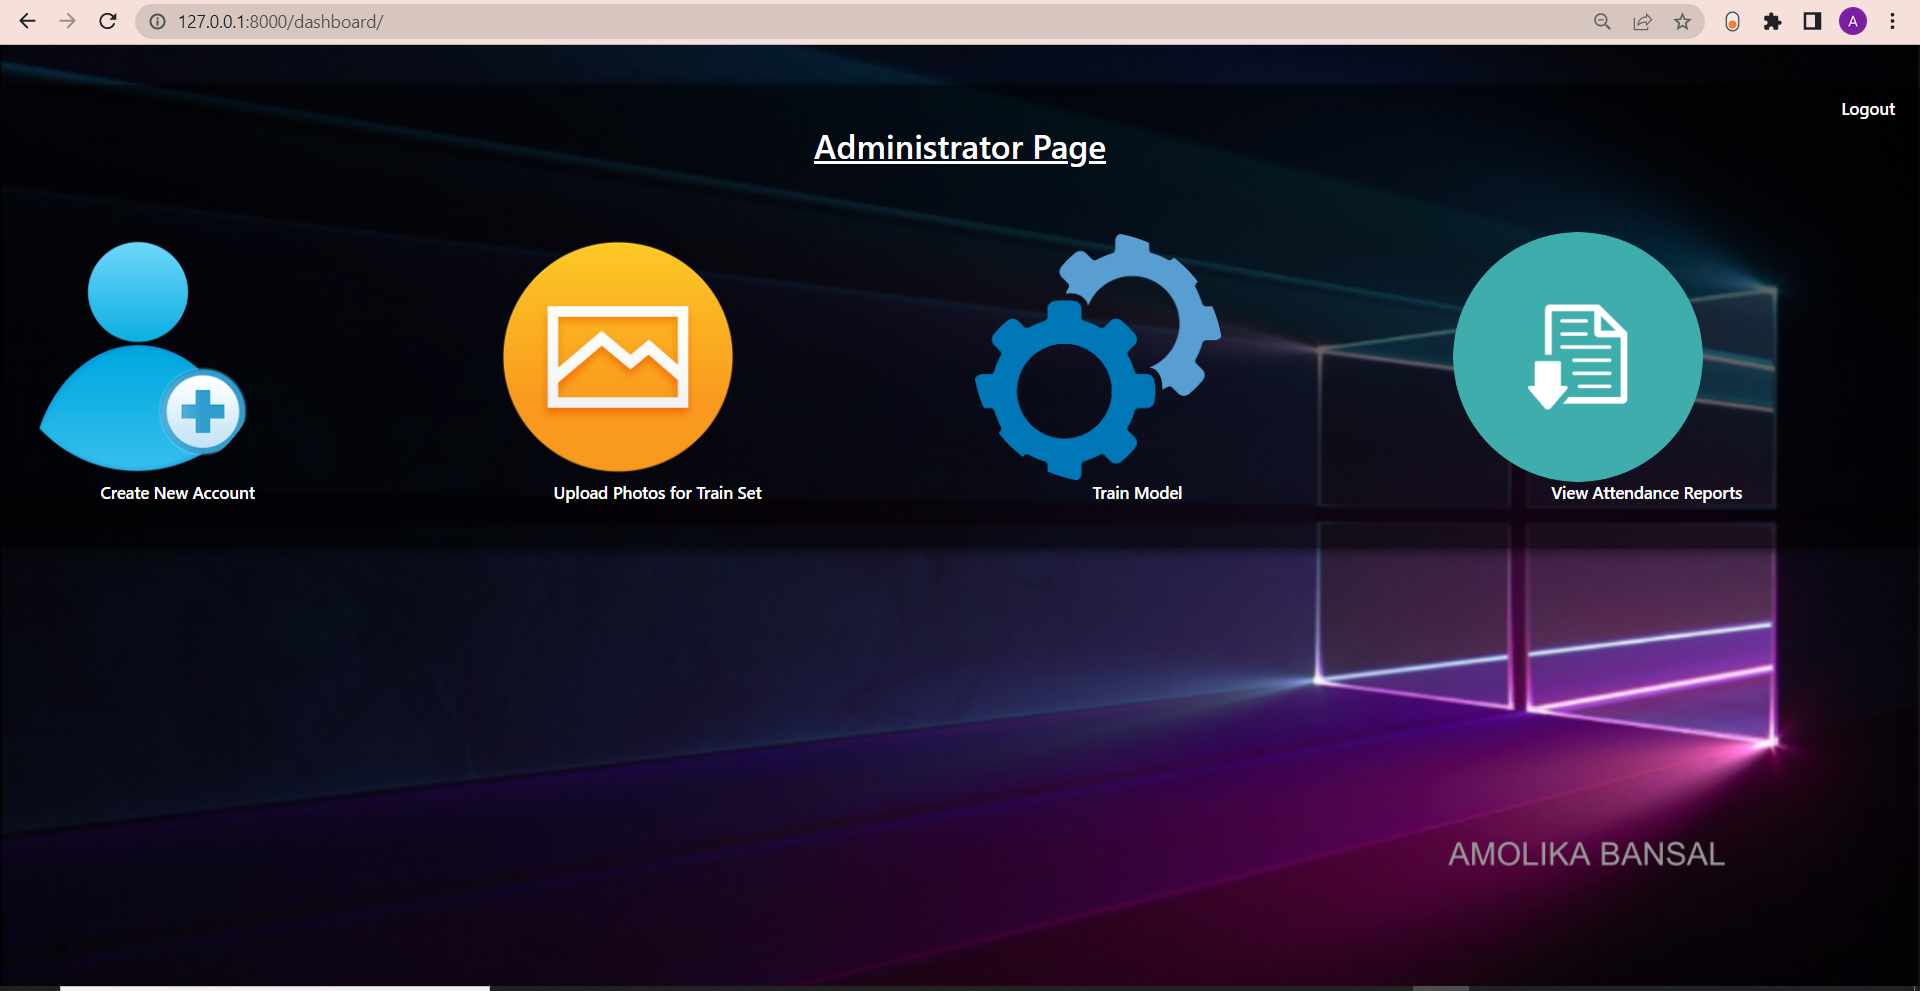 127.0.0.1:8000/dashboard/
A
Logout
Administrator Page
Create New Account
Upload Photos for Train Set
Train Model
View Attendance Reports
AMOLIKA BANSAL